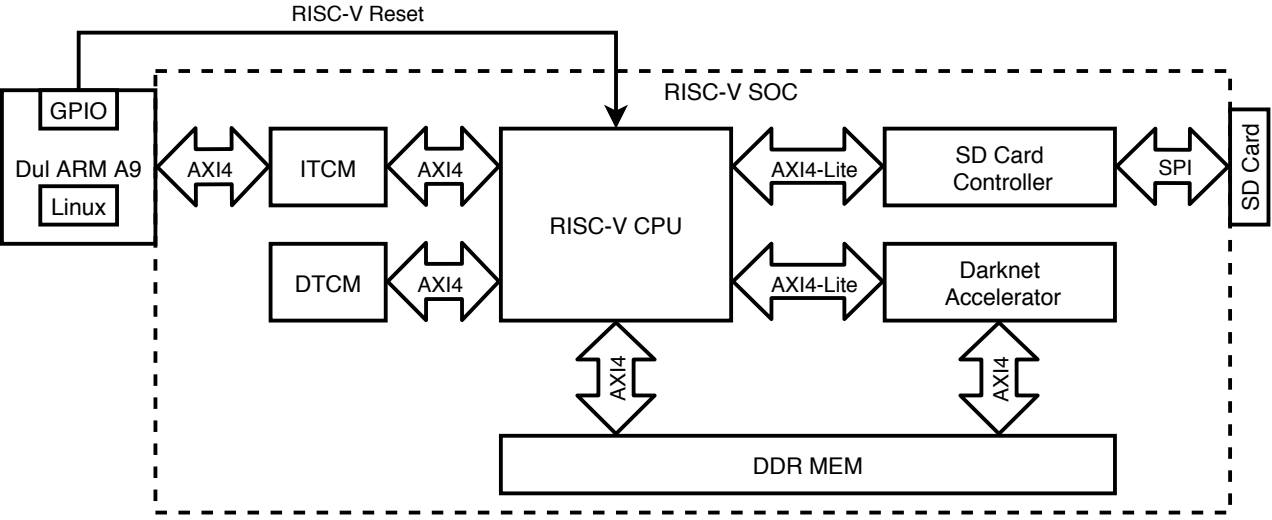 RISC-V Reset
RISC-V SOC
GPIO
Dul ARM A9
Linux
AXI4
ITCM
AXI4
RISC-V CPU
AXI4-Lite
SD Card
Controller
SPI
SD Card
DTCM
AXI4
AXI4-Lite
Darknet
Accelerator
AXI4
AXI4
DDR MEM